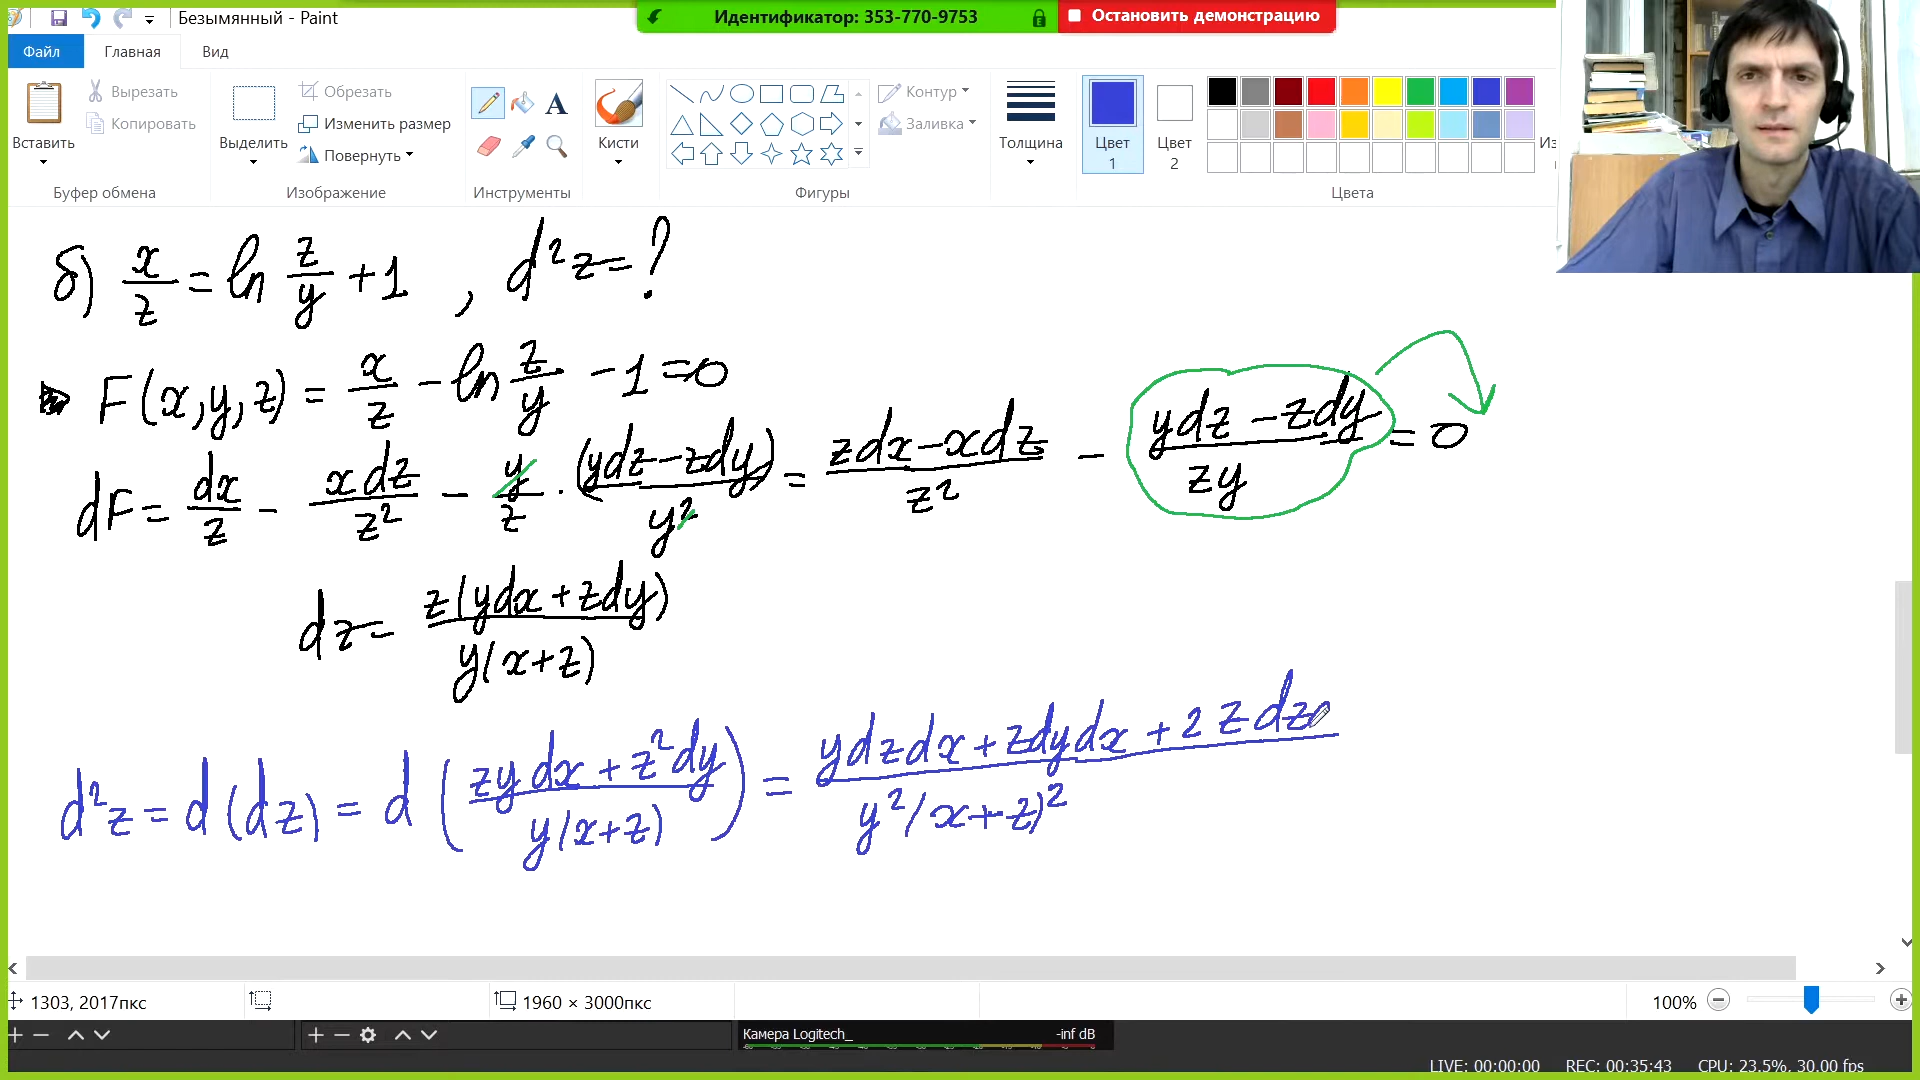 Безымянный - Paint
Идентификатор: 353-770-9753
Остановить демонстрацию
Файл Главная Вид
Вставить
Вырезать
Копировать
Буфер обмена
Выделить
Обрезать
Изменить размер
Повернуть
Изображение
A
Инструменты
Кисти
Контур
Заливка
Фигуры
Толщина
Цвет 1
Цвет 2
Цвета
Из
б) x/z = ln z/y + 1 , d²z = ?
F(x,y,z) = x/z - ln z/y - 1 = 0
dF = dx/z - xdz/z² - y/z · (ydz - zdy)/y² = (zdx - xdz)/z² - (ydz - zdy)/zy = 0
dz = z(ydx + zdy)/y(x+z)
d²z = d(dz) = d((zydx + z²dy)/y(x+z)) = (ydzdx + zdydx + 2zdz)/y²(x+z)²
1303, 2017пкс
1960 × 3000пкс
100%
Камера Logitech_ -inf dB
LIVE: 00:00:00 REC: 00:35:43 CPU: 23.5%, 30.00 fps